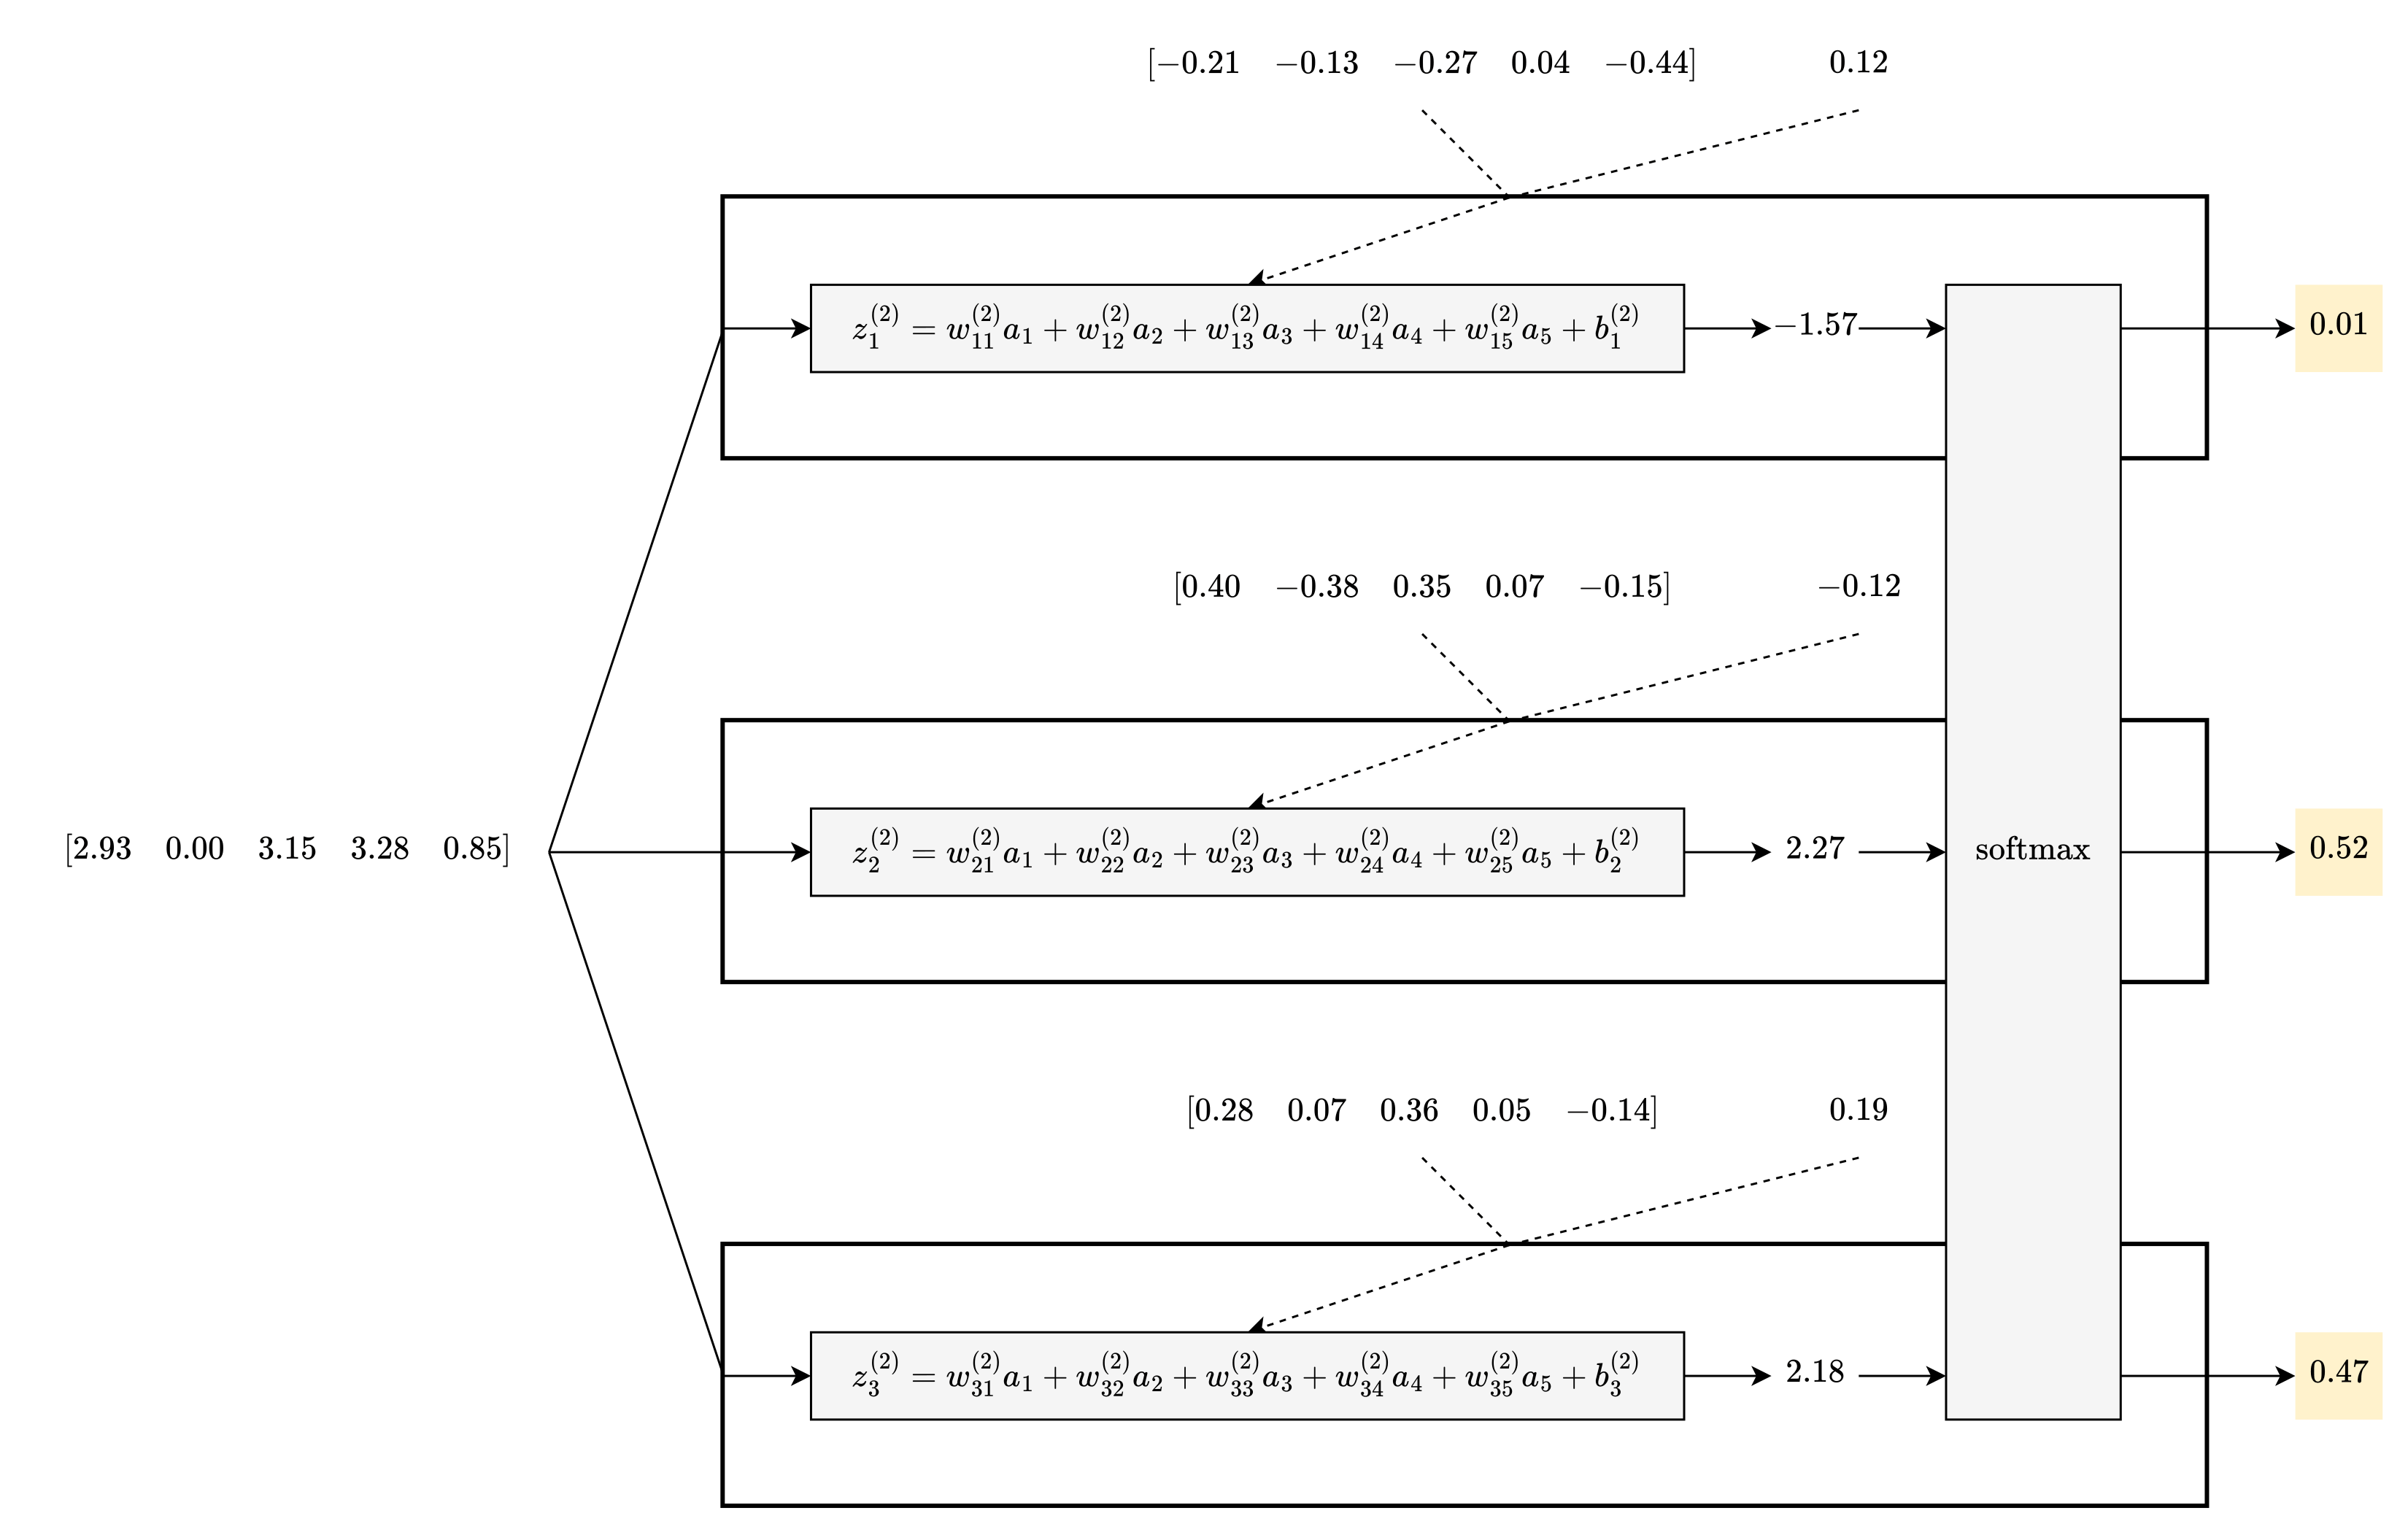 [−0.21 −0.13 −0.27 0.04 −0.44] 0.12
z_1^{(2)} = w_{11}^{(2)}a_1 + w_{12}^{(2)}a_2 + w_{13}^{(2)}a_3 + w_{14}^{(2)}a_4 + w_{15}^{(2)}a_5 + b_1^{(2)} −1.57 0.01
[0.40 −0.38 0.35 0.07 −0.15] −0.12
[2.93 0.00 3.15 3.28 0.85] z_2^{(2)} = w_{21}^{(2)}a_1 + w_{22}^{(2)}a_2 + w_{23}^{(2)}a_3 + w_{24}^{(2)}a_4 + w_{25}^{(2)}a_5 + b_2^{(2)} 2.27 softmax 0.52
[0.28 0.07 0.36 0.05 −0.14] 0.19
z_3^{(2)} = w_{31}^{(2)}a_1 + w_{32}^{(2)}a_2 + w_{33}^{(2)}a_3 + w_{34}^{(2)}a_4 + w_{35}^{(2)}a_5 + b_3^{(2)} 2.18 0.47